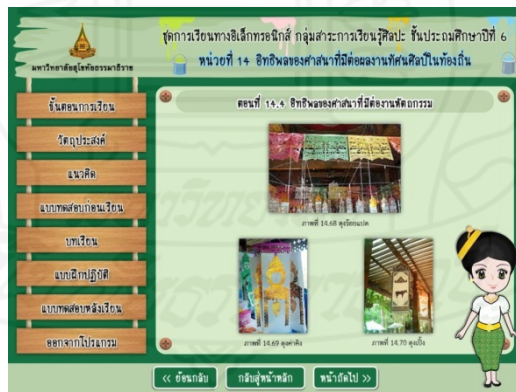 ชุดการเรียนทางอิเล็กทรอนิกส์ กลุ่มสาระการเรียนรู้ศิลปะ ชั้นประถมศึกษาปีที่ 6
หน่วยที่ 14 อิทธิพลของศาสนาที่มีต่อผลงานทัศนศิลป์ในท้องถิ่น
มหาวิทยาลัยสุโขทัยธรรมาธิราช
ขั้นตอนการเรียน
วัตถุประสงค์
แนวคิด
แบบทดสอบก่อนเรียน
บทเรียน
แบบฝึกปฏิบัติ
แบบทดสอบหลังเรียน
ออกจากโปรแกรม
ตอนที่ 14.4 อิทธิพลของศาสนาที่มีต่องานหัตถกรรม
ภาพที่ 14.68 ตุงร้อยแปด
ภาพที่ 14.69 ตุงค่าคิง
ภาพที่ 14.70 ตุงเปิ้ง
<< ย้อนกลับ
กลับสู่หน้าหลัก
หน้าถัดไป >>